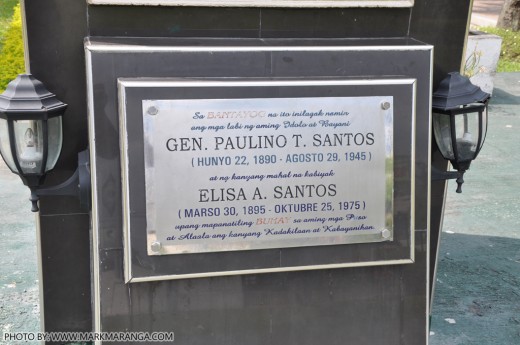 Sa BANTAYOG na ito inilagak namin
ang mga labi ng aming Idolo at Bayani
GEN. PAULINO T. SANTOS
( HUNYO 22, 1890 - AGOSTO 29, 1945 )
at ng kanyang mahal na kabiyak
ELISA A. SANTOS
( MARSO 30, 1895 - OKTUBRE 25, 1975 )
upang mapanatiling BUHAY sa aming mga Puso
at Alaala ang kanyang Kadakilaan at Kabayanihan.
PHOTO BY: WWW.MARKMARANGA.COM